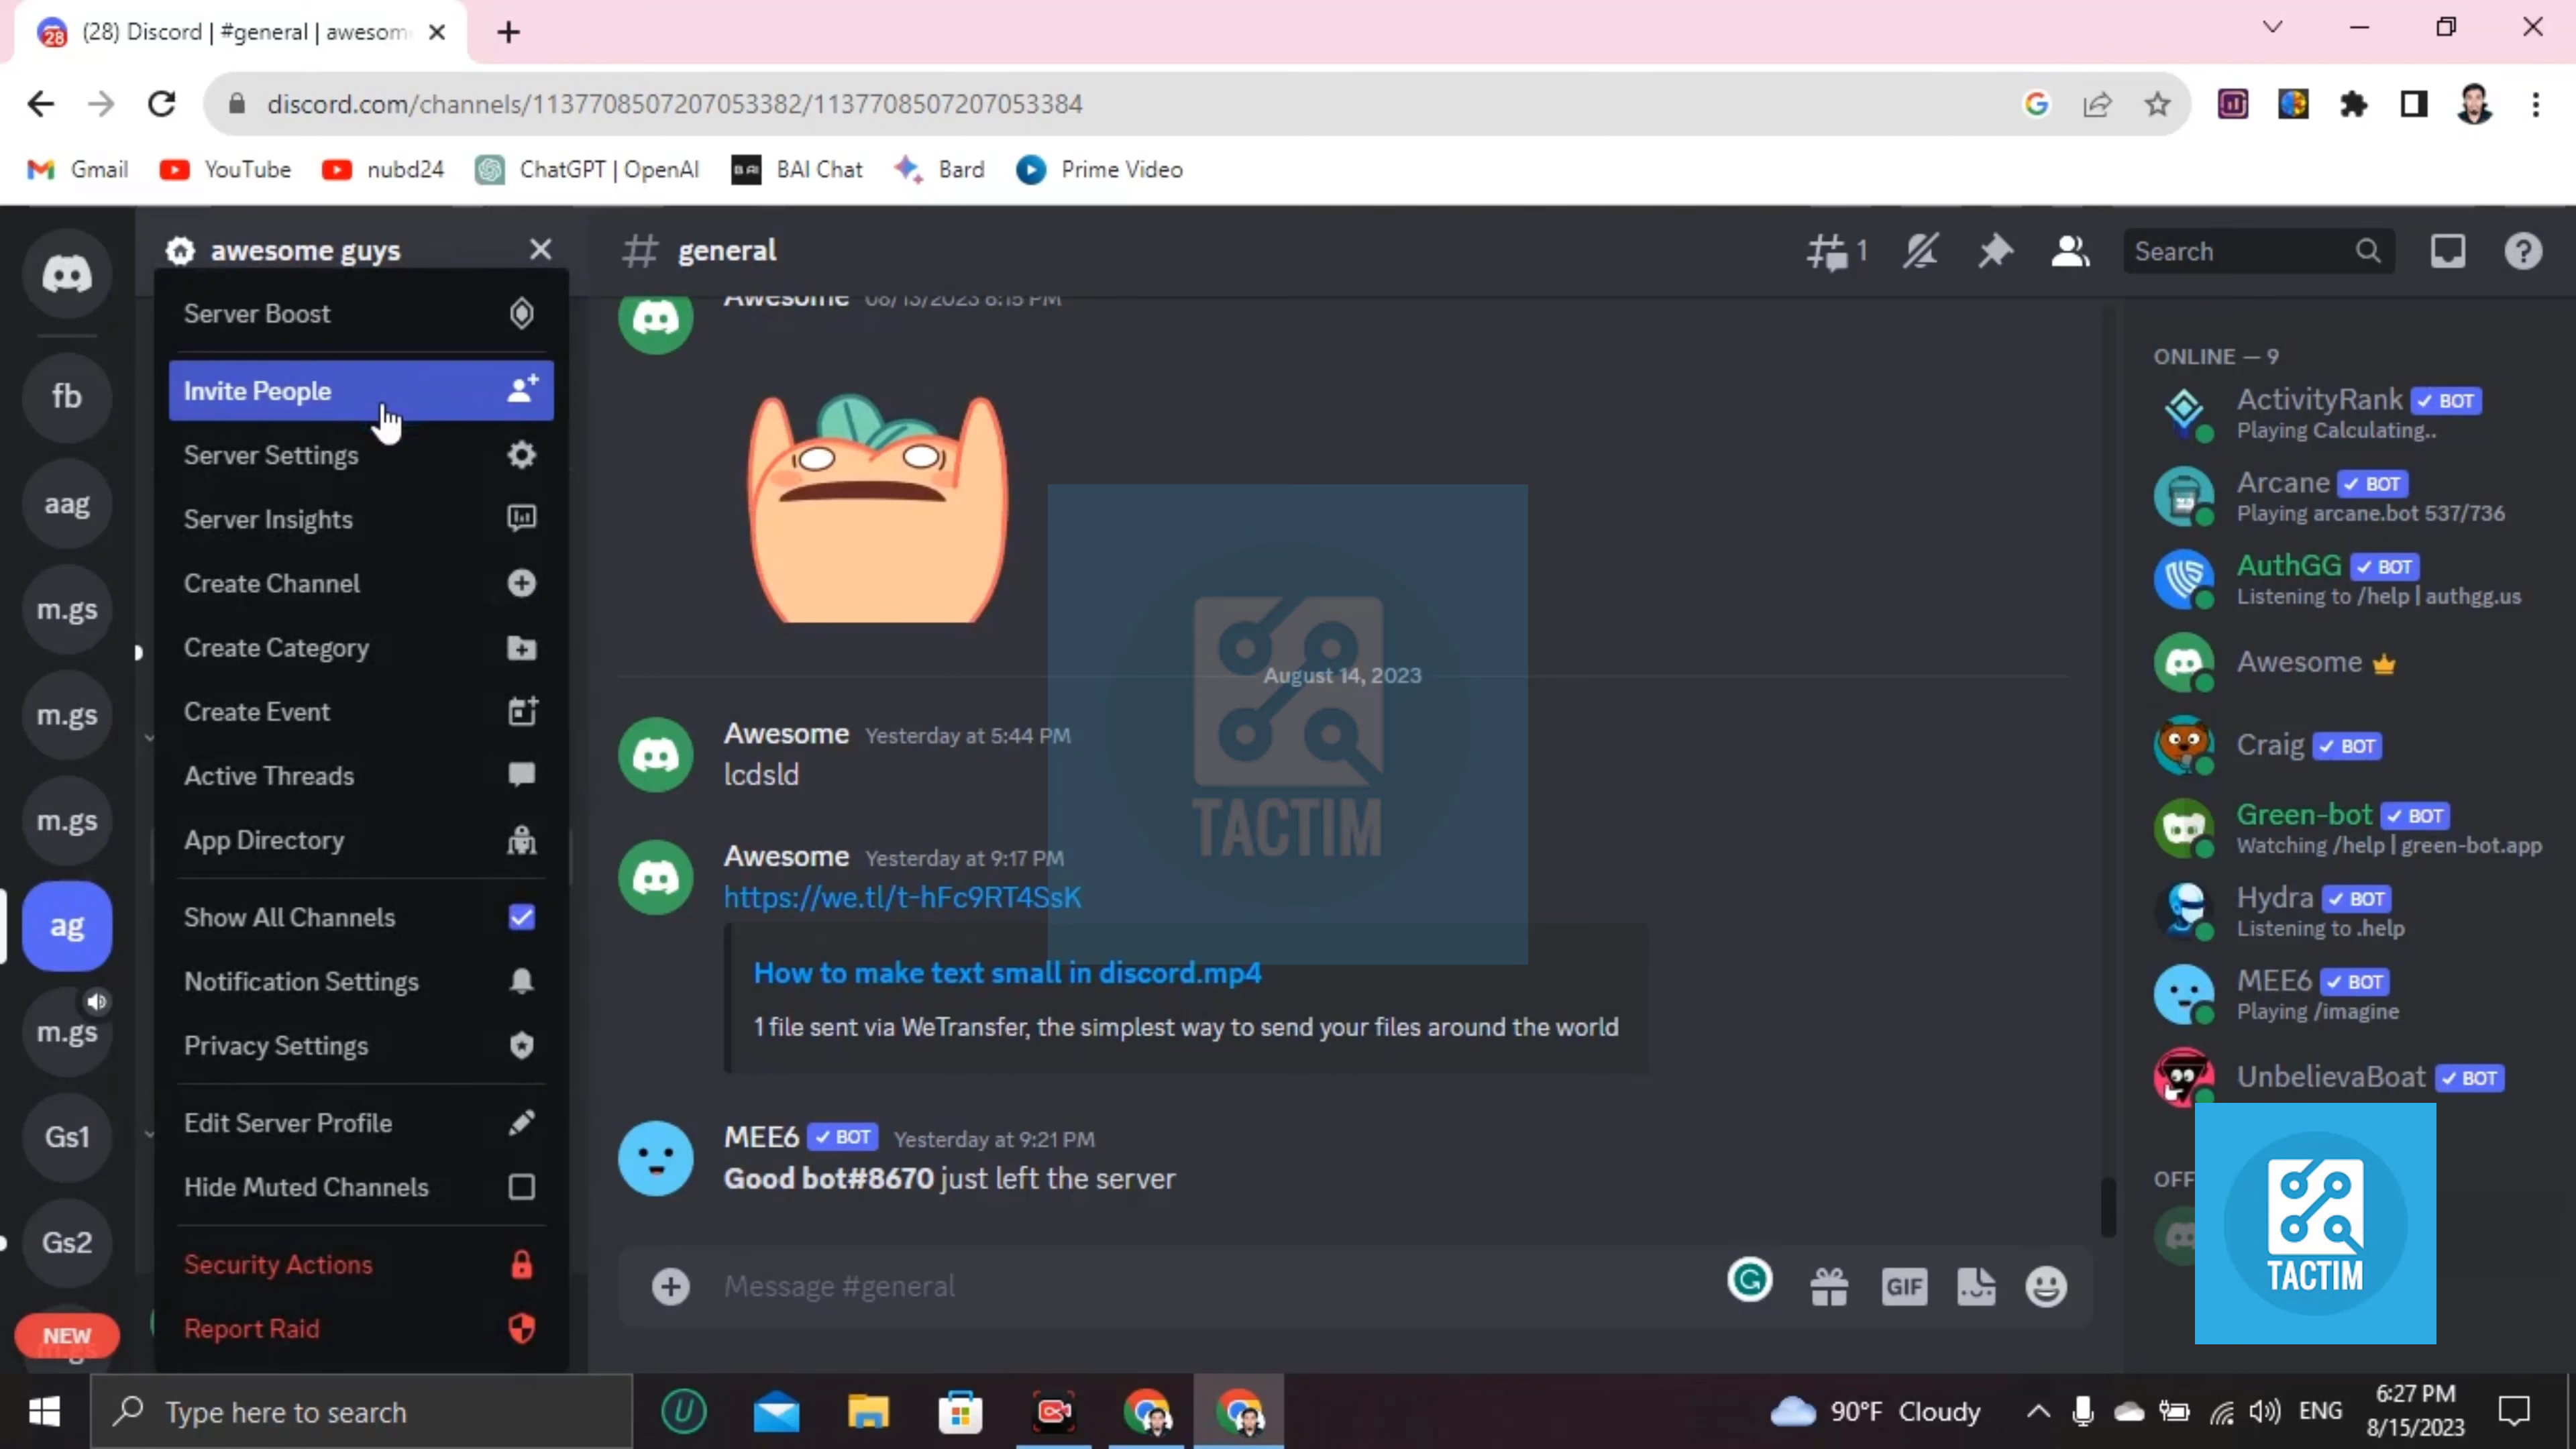 (28) Discord | #general | awesom
discord.com/channels/1137708507207053382/1137708507207053384
Gmail
YouTube
nubd24
ChatGPT | OpenAI
BAI Chat
Bard
Prime Video
awesome guys
Server Boost
Invite People
Server Settings
Server Insights
Create Channel
Create Category
Create Event
Active Threads
App Directory
Show All Channels
Notification Settings
Privacy Settings
Edit Server Profile
Hide Muted Channels
Security Actions
Report Raid
fb
aag
m.gs
m.gs
m.gs
ag
m.gs
Gs1
Gs2
NEW
m.gs
# general
1
Search
Awesome 08/13/2023 6:15 PM
August 14, 2023
Awesome Yesterday at 5:44 PM
lcdsld
Awesome Yesterday at 9:17 PM
https://we.tl/t-hFc9RT4SsK
How to make text small in discord.mp4
1 file sent via WeTransfer, the simplest way to send your files around the world
MEE6 BOT Yesterday at 9:21 PM
Good bot#8670 just left the server
Message #general
GIF
TACTIM
ONLINE — 9
ActivityRank BOT
Playing Calculating..
Arcane BOT
Playing arcane.bot 537/736
AuthGG BOT
Listening to /help | authgg.us
Awesome
Craig BOT
Green-bot BOT
Watching /help | green-bot.app
Hydra BOT
Listening to .help
MEE6 BOT
Playing /imagine
UnbelievaBoat BOT
OFF
TACTIM
Type here to search
90°F Cloudy
ENG
6:27 PM
8/15/2023